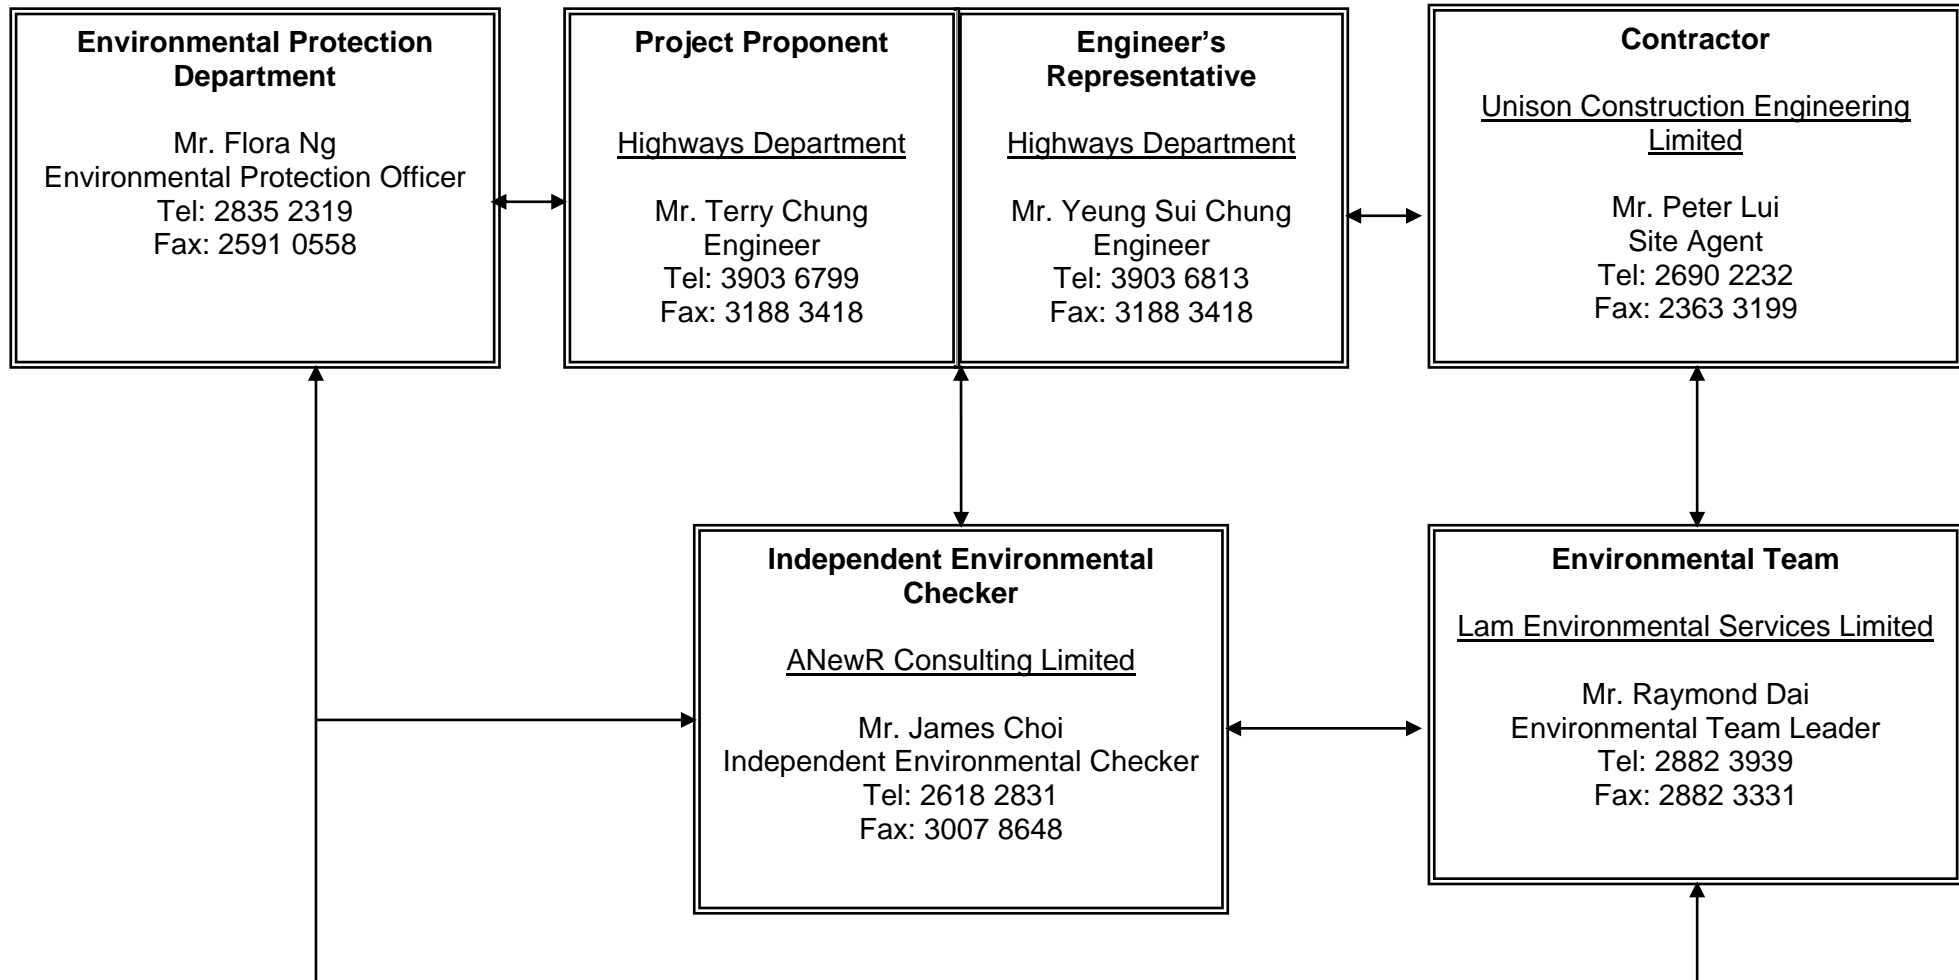 Environmental Protection
Department
Mr. Flora Ng
Environmental Protection Officer
Tel: 2835 2319
Fax: 2591 0558
Project Proponent
Highways Department
Mr. Terry Chung
Engineer
Tel: 3903 6799
Fax: 3188 3418
Engineer’s
Representative
Highways Department
Mr. Yeung Sui Chung
Engineer
Tel: 3903 6813
Fax: 3188 3418
Contractor
Unison Construction Engineering
Limited
Mr. Peter Lui
Site Agent
Tel: 2690 2232
Fax: 2363 3199
Independent Environmental
Checker
ANewR Consulting Limited
Mr. James Choi
Independent Environmental Checker
Tel: 2618 2831
Fax: 3007 8648
Environmental Team
Lam Environmental Services Limited
Mr. Raymond Dai
Environmental Team Leader
Tel: 2882 3939
Fax: 2882 3331